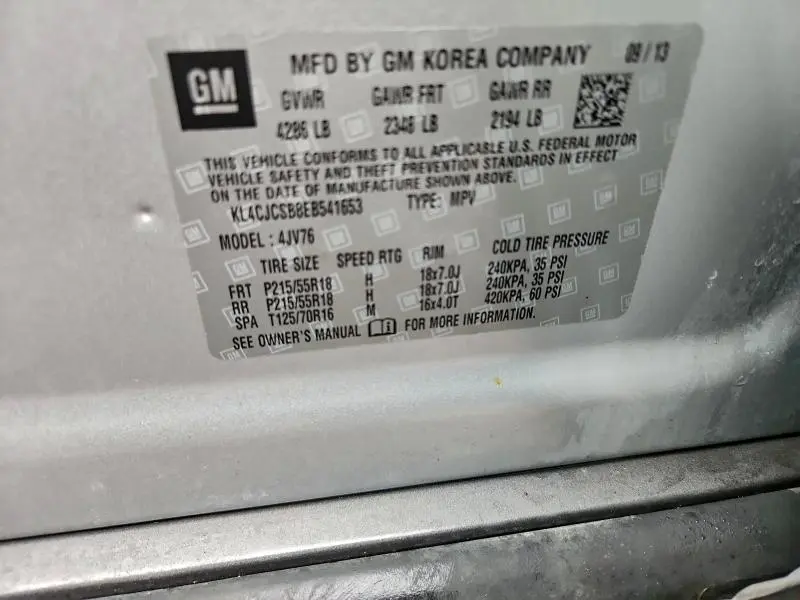 GM MFD BY GM KOREA COMPANY 09 / 13
GVWR GAWR FRT GAWR RR
4286 LB 2348 LB 2194 LB
THIS VEHICLE CONFORMS TO ALL APPLICABLE U.S. FEDERAL MOTOR
VEHICLE SAFETY AND THEFT PREVENTION STANDARDS IN EFFECT
ON THE DATE OF MANUFACTURE SHOWN ABOVE.
KL4CJCSB8EB541653 TYPE: MPV
MODEL : 4JV76
TIRE SIZE SPEED RTG RIM COLD TIRE PRESSURE
FRT P215/55R18 H 18x7.0J 240KPA, 35 PSI
RR P215/55R18 H 18x7.0J 240KPA, 35 PSI
SPA T125/70R16 M 16x4.0T 420KPA, 60 PSI
SEE OWNER'S MANUAL FOR MORE INFORMATION.